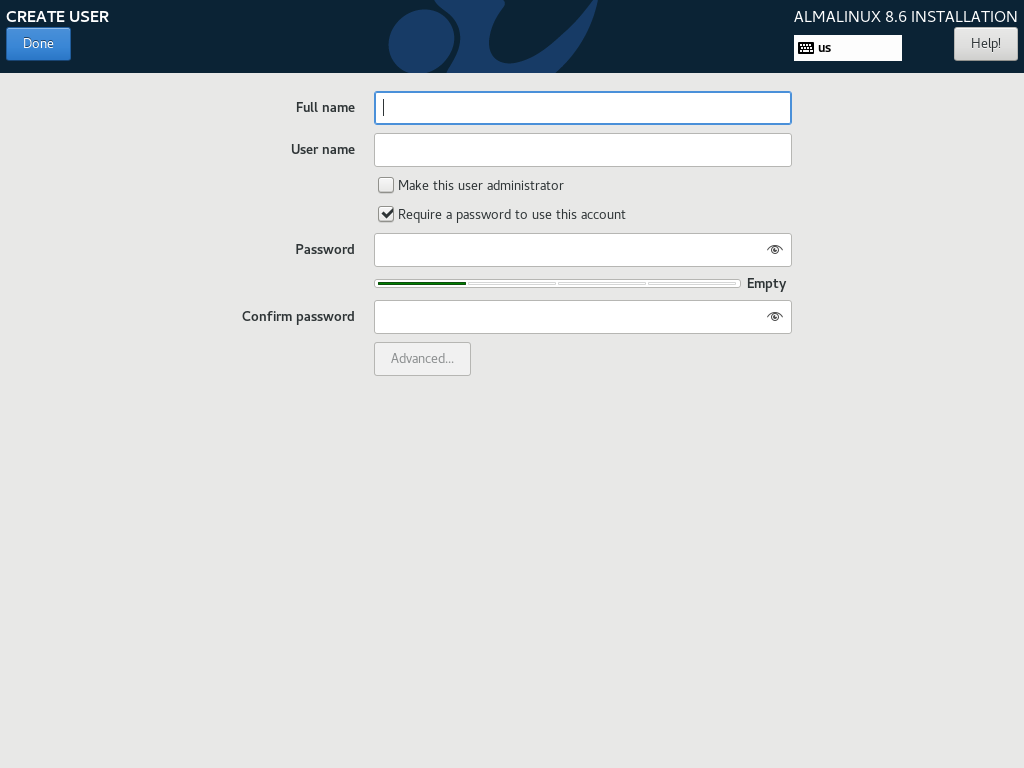 CREATE USER
ALMALINUX 8.6 INSTALLATION
Done
us
Help!
Full name
User name
Make this user administrator
Require a password to use this account
Password
Empty
Confirm password
Advanced...